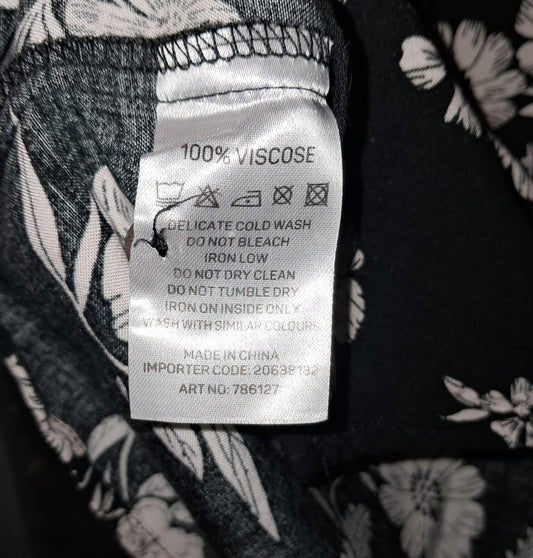 100% VISCOSE
DELICATE COLD WASH
DO NOT BLEACH
IRON LOW
DO NOT DRY CLEAN
DO NOT TUMBLE DRY
IRON ON INSIDE ONLY
WASH WITH SIMILAR COLOURS
MADE IN CHINA
IMPORTER CODE: 20638132
ART NO: 786127